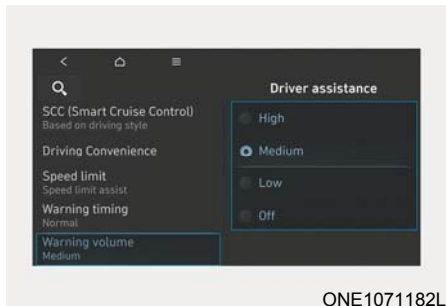 Driver assistance
SCC (Smart Cruise Control)
Based on driving style
Driving Convenience
Speed limit
Speed limit assist
Warning timing
Normal
Warning volume
Medium
High
Medium
Low
Off
ONE1071182L